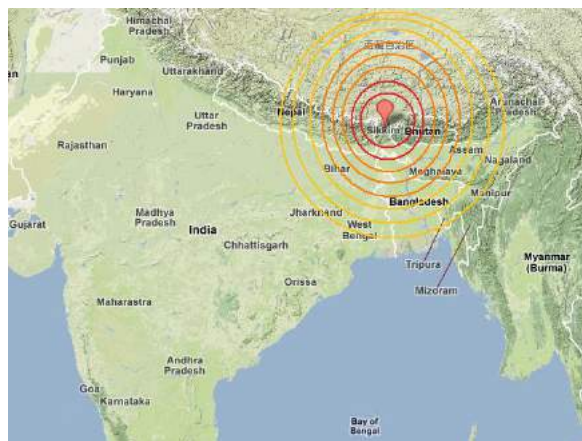 Himachal
Pradesh
Punjab
Uttarakhand
Haryana
Nepal
Sikkim
Bhutan
Arunachal
Pradesh
Uttar
Pradesh
Assam
Nagaland
Rajasthan
Bihar
Meghalaya
Manipur
Bangladesh
Gujarat
Madhya
Pradesh
Jharkhand
India
West
Bengal
Chhattisgarh
Tripura
Myanmar
(Burma)
Orissa
Mizoram
Maharashtra
Andhra
Pradesh
Goa
Karnataka
Bay of
Bengal